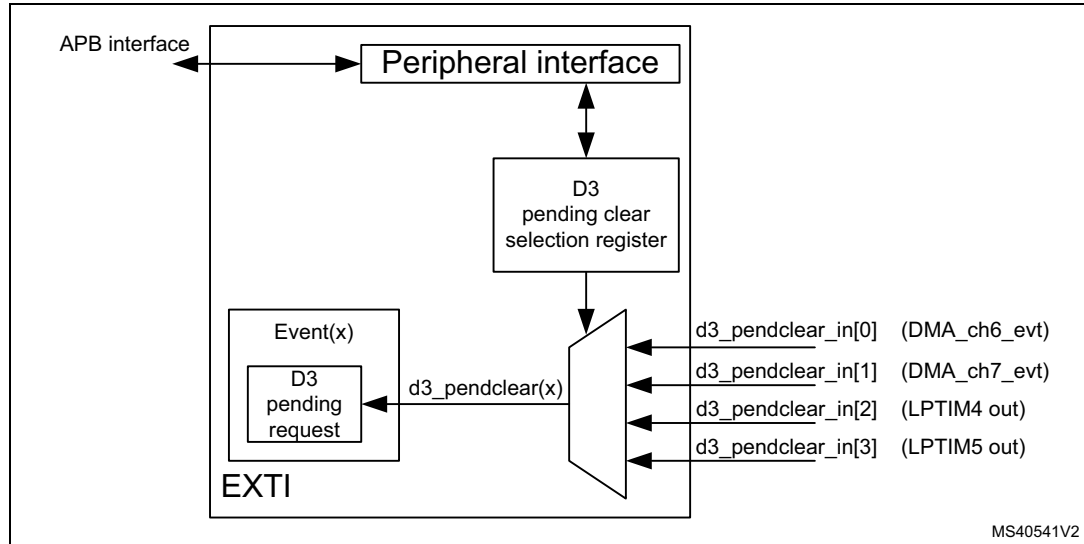 APB interface
Peripheral interface
D3
pending clear
selection register
Event(x)
D3
pending
request
d3_pendclear(x)
d3_pendclear_in[0] (DMA_ch6_evt)
d3_pendclear_in[1] (DMA_ch7_evt)
d3_pendclear_in[2] (LPTIM4 out)
d3_pendclear_in[3] (LPTIM5 out)
EXTI
MS40541V2